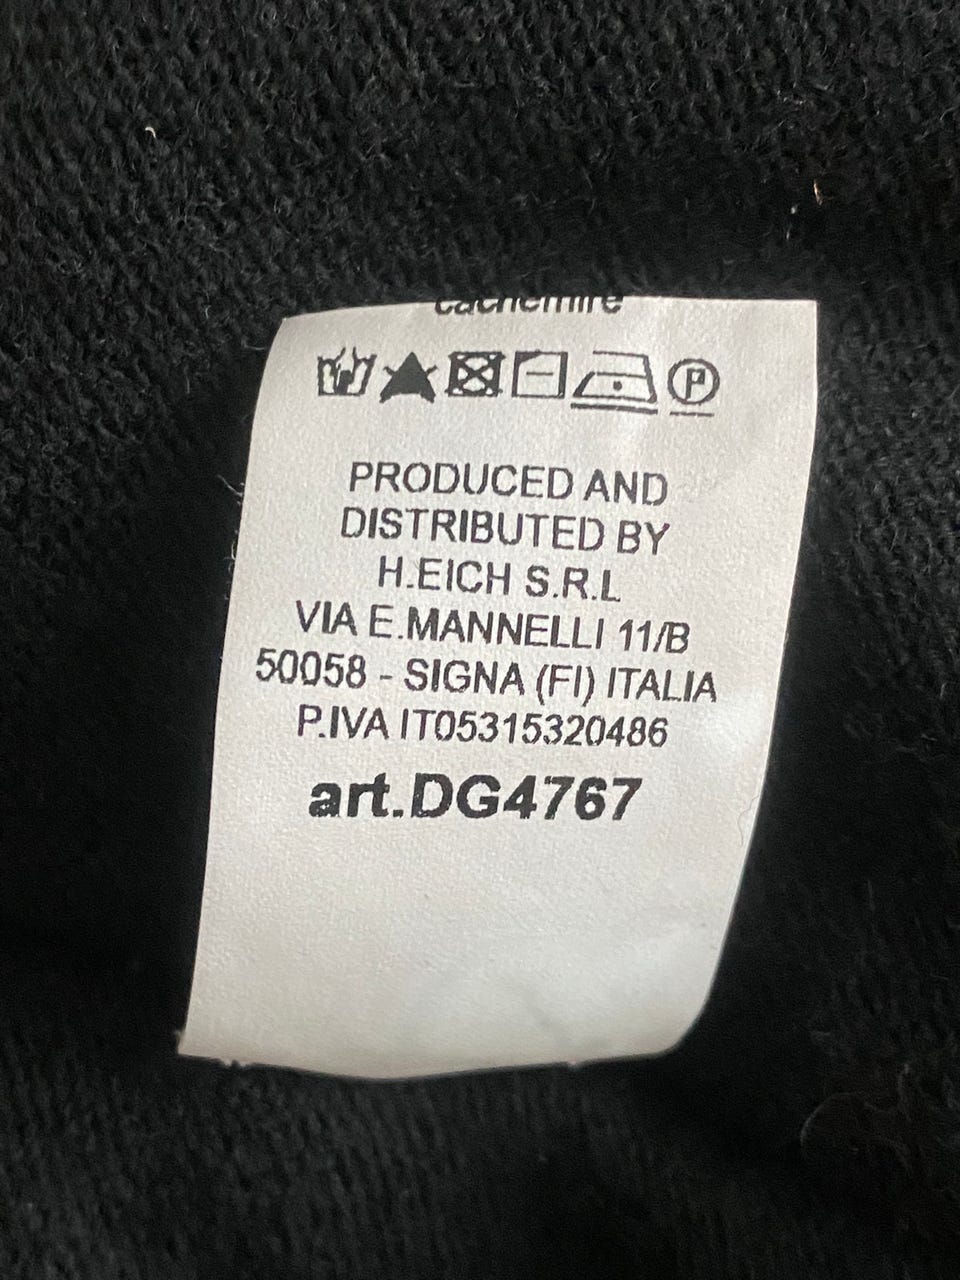 cachemire
P
PRODUCED AND
DISTRIBUTED BY
H.EICH S.R.L
VIA E.MANNELLI 11/B
50058 - SIGNA (FI) ITALIA
P.IVA IT05315320486
art.DG4767